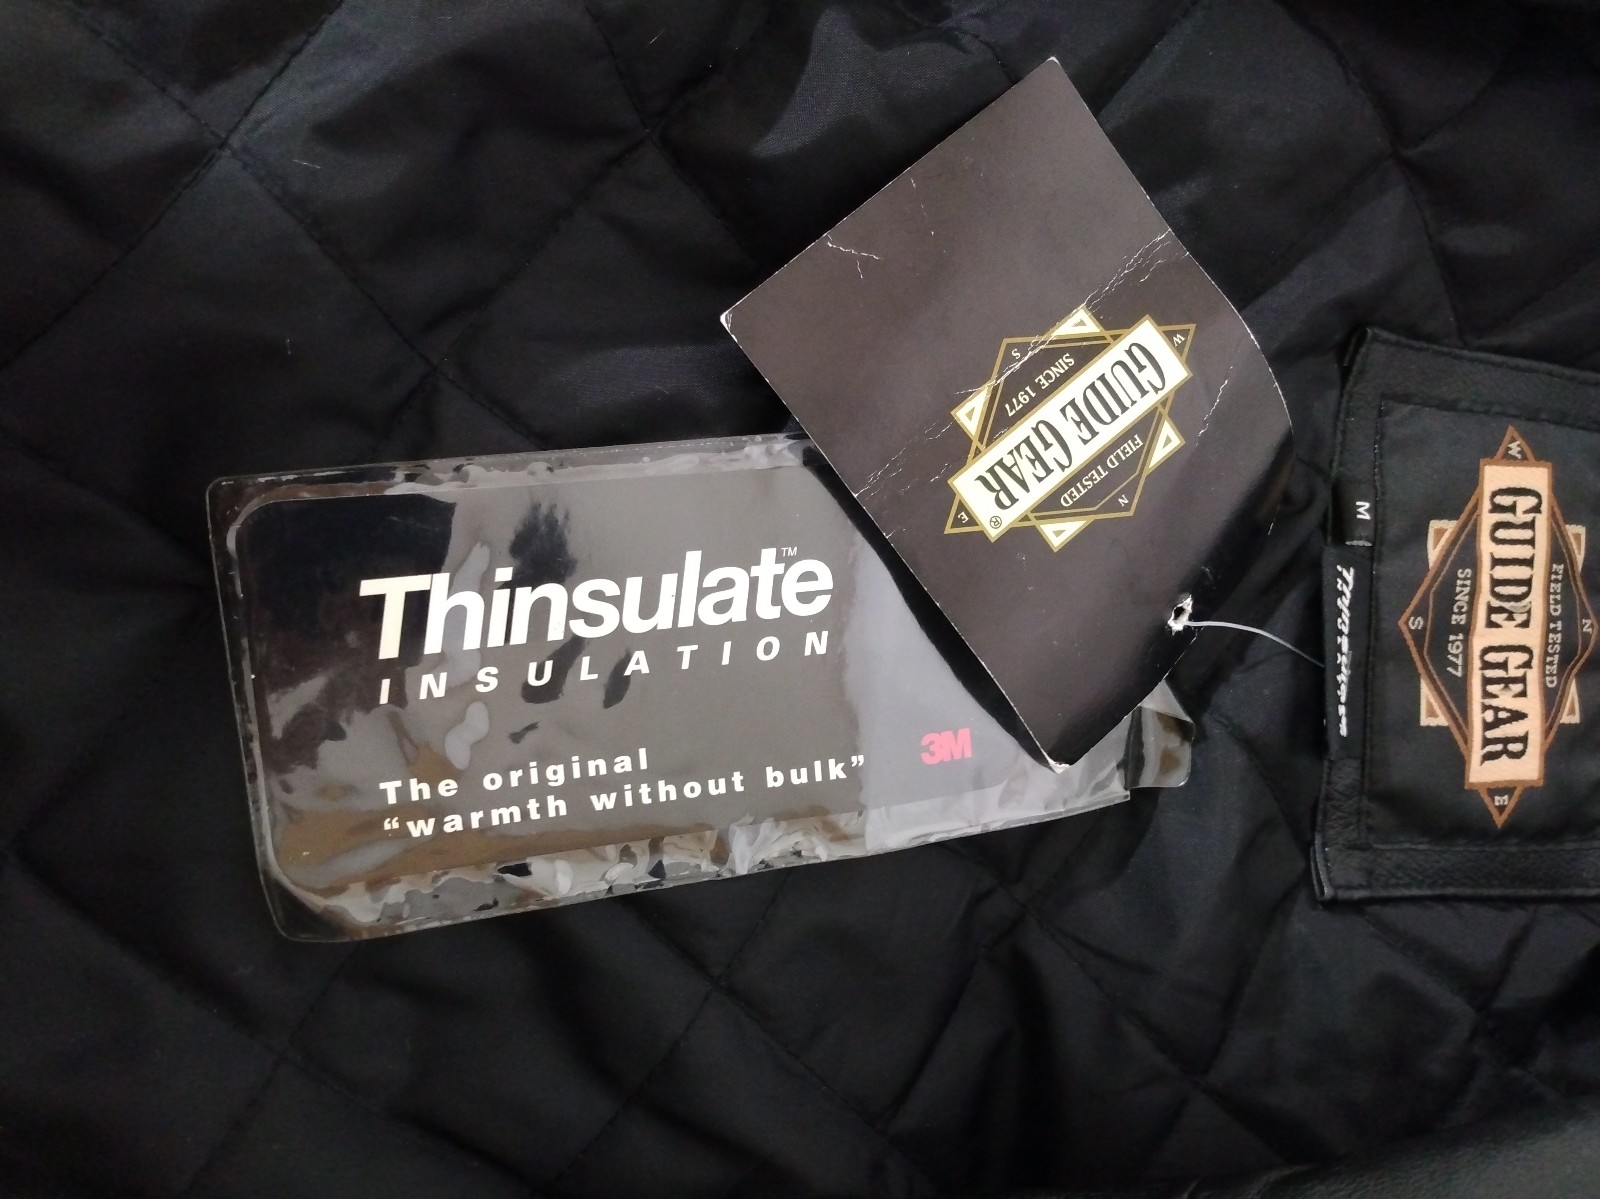 Thinsulate™
INSULATION
The original
“warmth without bulk”
3M
W
S
SINCE 1977
GUIDE GEAR®
FIELD TESTED
N
E
M
Thinsulate
W
FIELD TESTED
N
GUIDE GEAR
SINCE 1977
S
E